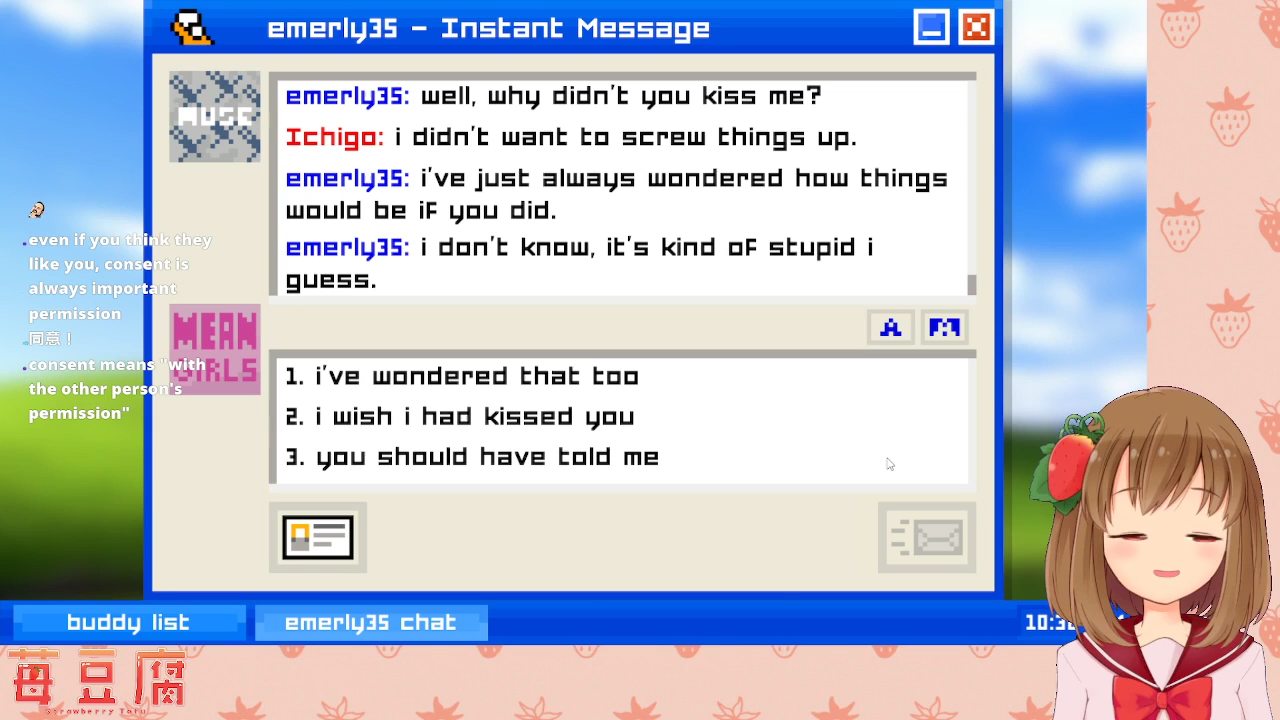 emerly35 - Instant Message
MUSE
emerly35: well, why didn't you kiss me?
Ichigo: i didn't want to screw things up.
emerly35: i've just always wondered how things
would be if you did.
emerly35: i don't know, it's kind of stupid i
guess.
.even if you think they
like you, consent is
always important
permission
.同意！
.consent means "with
the other person's
permission"
MEAN
GIRLS
A
M
1. i've wondered that too
2. i wish i had kissed you
3. you should have told me
buddy list
emerly35 chat
苺豆腐
Strawberry Tofu